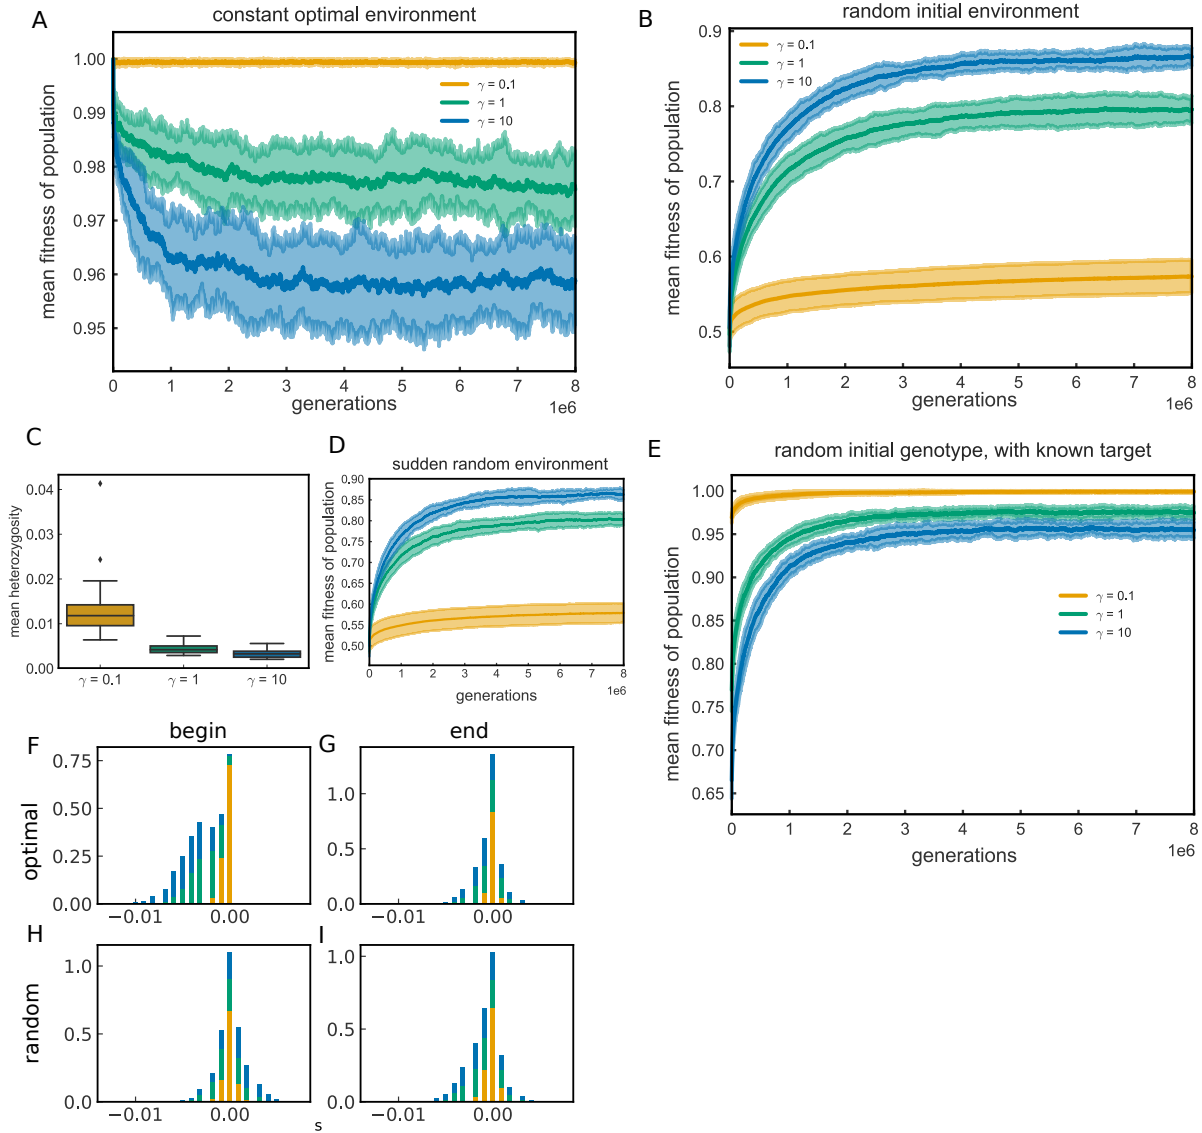 A
constant optimal environment
mean fitness of population
1.00
0.99
0.98
0.97
0.96
0.95
γ = 0.1
γ = 1
γ = 10
0 1 2 3 4 5 6 7 8
generations
1e6
B
random initial environment
mean fitness of population
0.9
0.8
0.7
0.6
0.5
γ = 0.1
γ = 1
γ = 10
0 1 2 3 4 5 6 7 8
generations
1e6
C
mean heterozygosity
0.04
0.03
0.02
0.01
0.00
γ = 0.1 γ = 1 γ = 10
D
sudden random environment
mean fitness of population
0.90
0.85
0.80
0.75
0.70
0.65
0.60
0.55
0.50
0 1 2 3 4 5 6 7 8
generations
1e6
E
random initial genotype, with known target
mean fitness of population
1.00
0.95
0.90
0.85
0.80
0.75
0.70
0.65
γ = 0.1
γ = 1
γ = 10
0 1 2 3 4 5 6 7 8
generations
1e6
begin
end
optimal
F
0.75
0.50
0.25
0.00
−0.01 0.00
G
1.0
0.5
0.0
−0.01 0.00
random
H
1.0
0.5
0.0
−0.01 0.00
I
1.0
0.5
0.0
−0.01 0.00
s